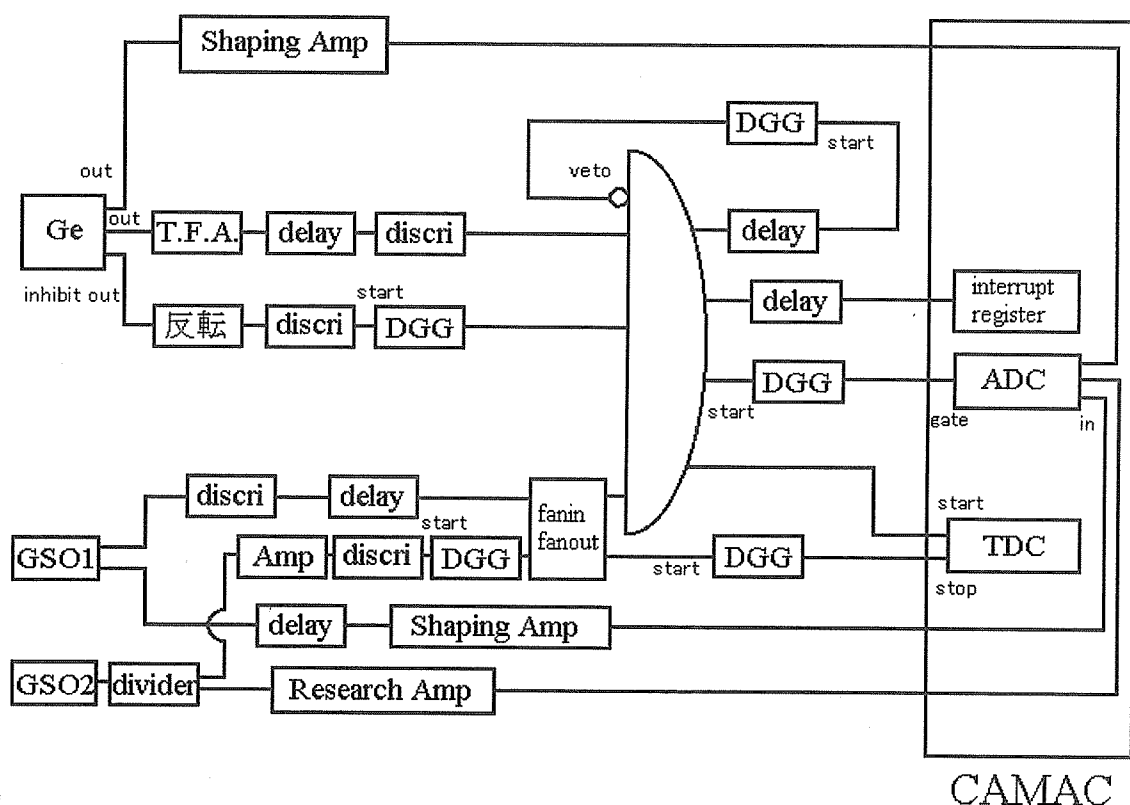 Shaping Amp
DGG
start
out
veto
Ge
out
T.F.A.
delay
discri
delay
inhibit out
start
反転
discri
DGG
delay
interrupt
register
DGG
ADC
start
gate
in
discri
delay
start
fanin
fanout
start
GSO1
Amp
discri
DGG
start
DGG
TDC
stop
delay
Shaping Amp
GSO2
divider
Research Amp
CAMAC